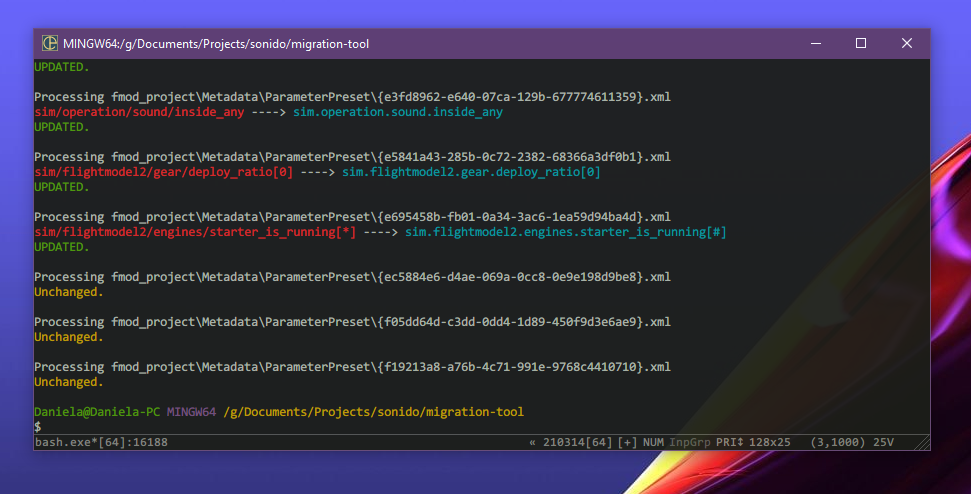 MINGW64:/g/Documents/Projects/sonido/migration-tool
UPDATED.
Processing fmod_project\Metadata\ParameterPreset\{e3fd8962-e640-07ca-129b-677774611359}.xml
sim/operation/sound/inside_any ----> sim.operation.sound.inside_any
UPDATED.
Processing fmod_project\Metadata\ParameterPreset\{e5841a43-285b-0c72-2382-68366a3df0b1}.xml
sim/flightmodel2/gear/deploy_ratio[0] ----> sim.flightmodel2.gear.deploy_ratio[0]
UPDATED.
Processing fmod_project\Metadata\ParameterPreset\{e695458b-fb01-0a34-3ac6-1ea59d94ba4d}.xml
sim/flightmodel2/engines/starter_is_running[*] ----> sim.flightmodel2.engines.starter_is_running[#]
UPDATED.
Processing fmod_project\Metadata\ParameterPreset\{ec5884e6-d4ae-069a-0cc8-0e9e198d9be8}.xml
Unchanged.
Processing fmod_project\Metadata\ParameterPreset\{f05dd64d-c3dd-0dd4-1d89-450f9d3e6ae9}.xml
Unchanged.
Processing fmod_project\Metadata\ParameterPreset\{f19213a8-a76b-4c71-991e-9768c4410710}.xml
Unchanged.
Daniela@Daniela-PC MINGW64 /g/Documents/Projects/sonido/migration-tool
$
bash.exe*[64]:16188 « 210314[64] [+] NUM InpGrp PRI↕ 128x25 (3,1000) 25V